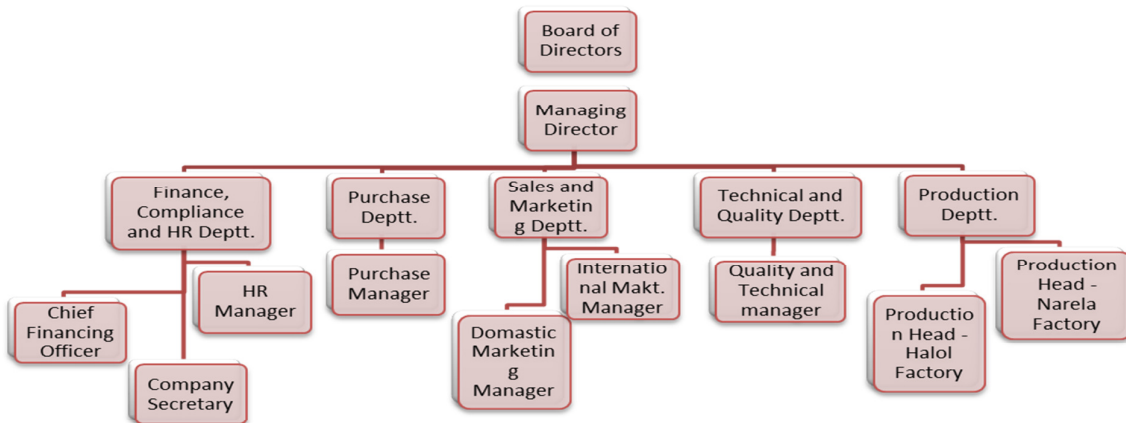 Board of
Directors
Managing
Director
Finance,
Compliance
and HR Deptt.
Purchase
Deptt.
Sales and
Marketin
g Deptt.
Technical and
Quality Deptt.
Production
Deptt.
HR
Manager
Chief
Financing
Officer
Company
Secretary
Purchase
Manager
Internatio
nal Makt.
Manager
Domastic
Marketin
g
Manager
Quality and
Technical
manager
Production
Head -
Narela
Factory
Productio
n Head -
Halol
Factory